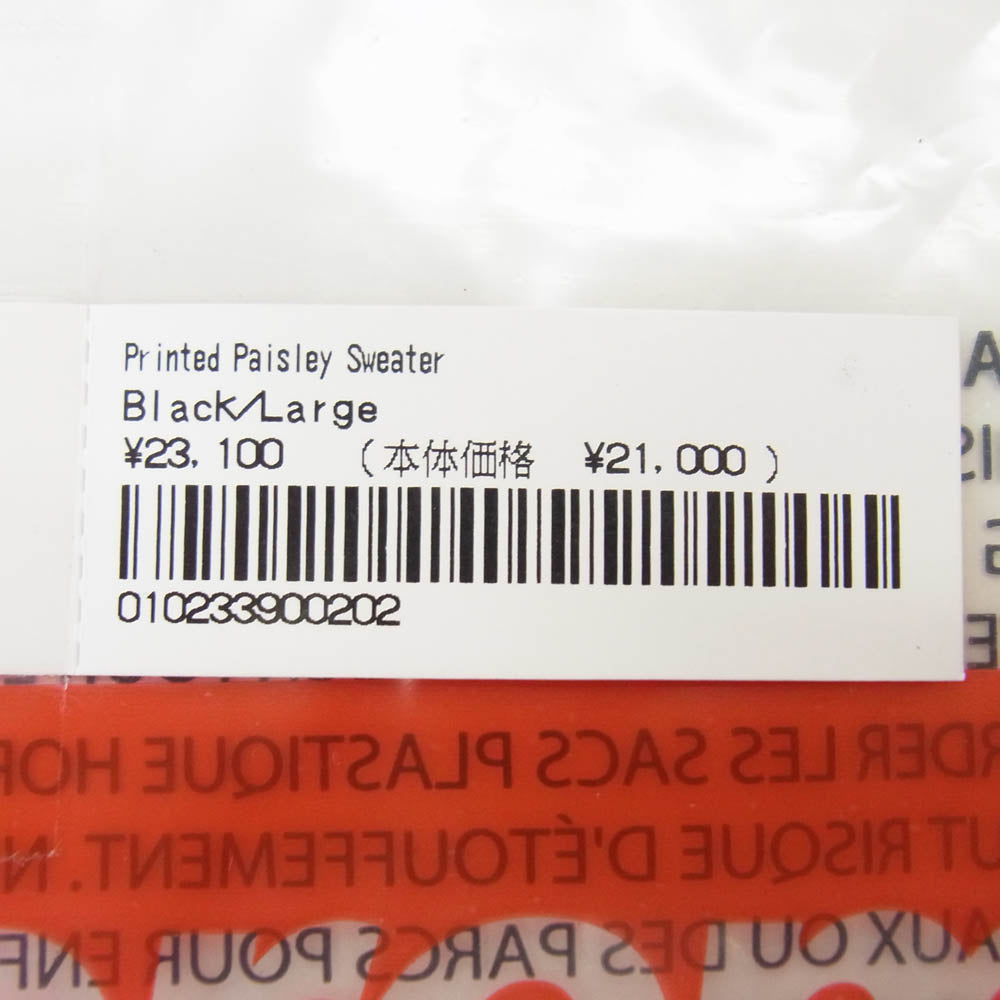 Printed Paisley Sweater
Black/Large
¥23,100 (本体価格 ¥21,000)
010233900202
RDER LES SACS PLASTIQUE HOR
UT RISQUE D'ÉTOUFFEMENT. N
AUX OU DES PARCS POUR ENF